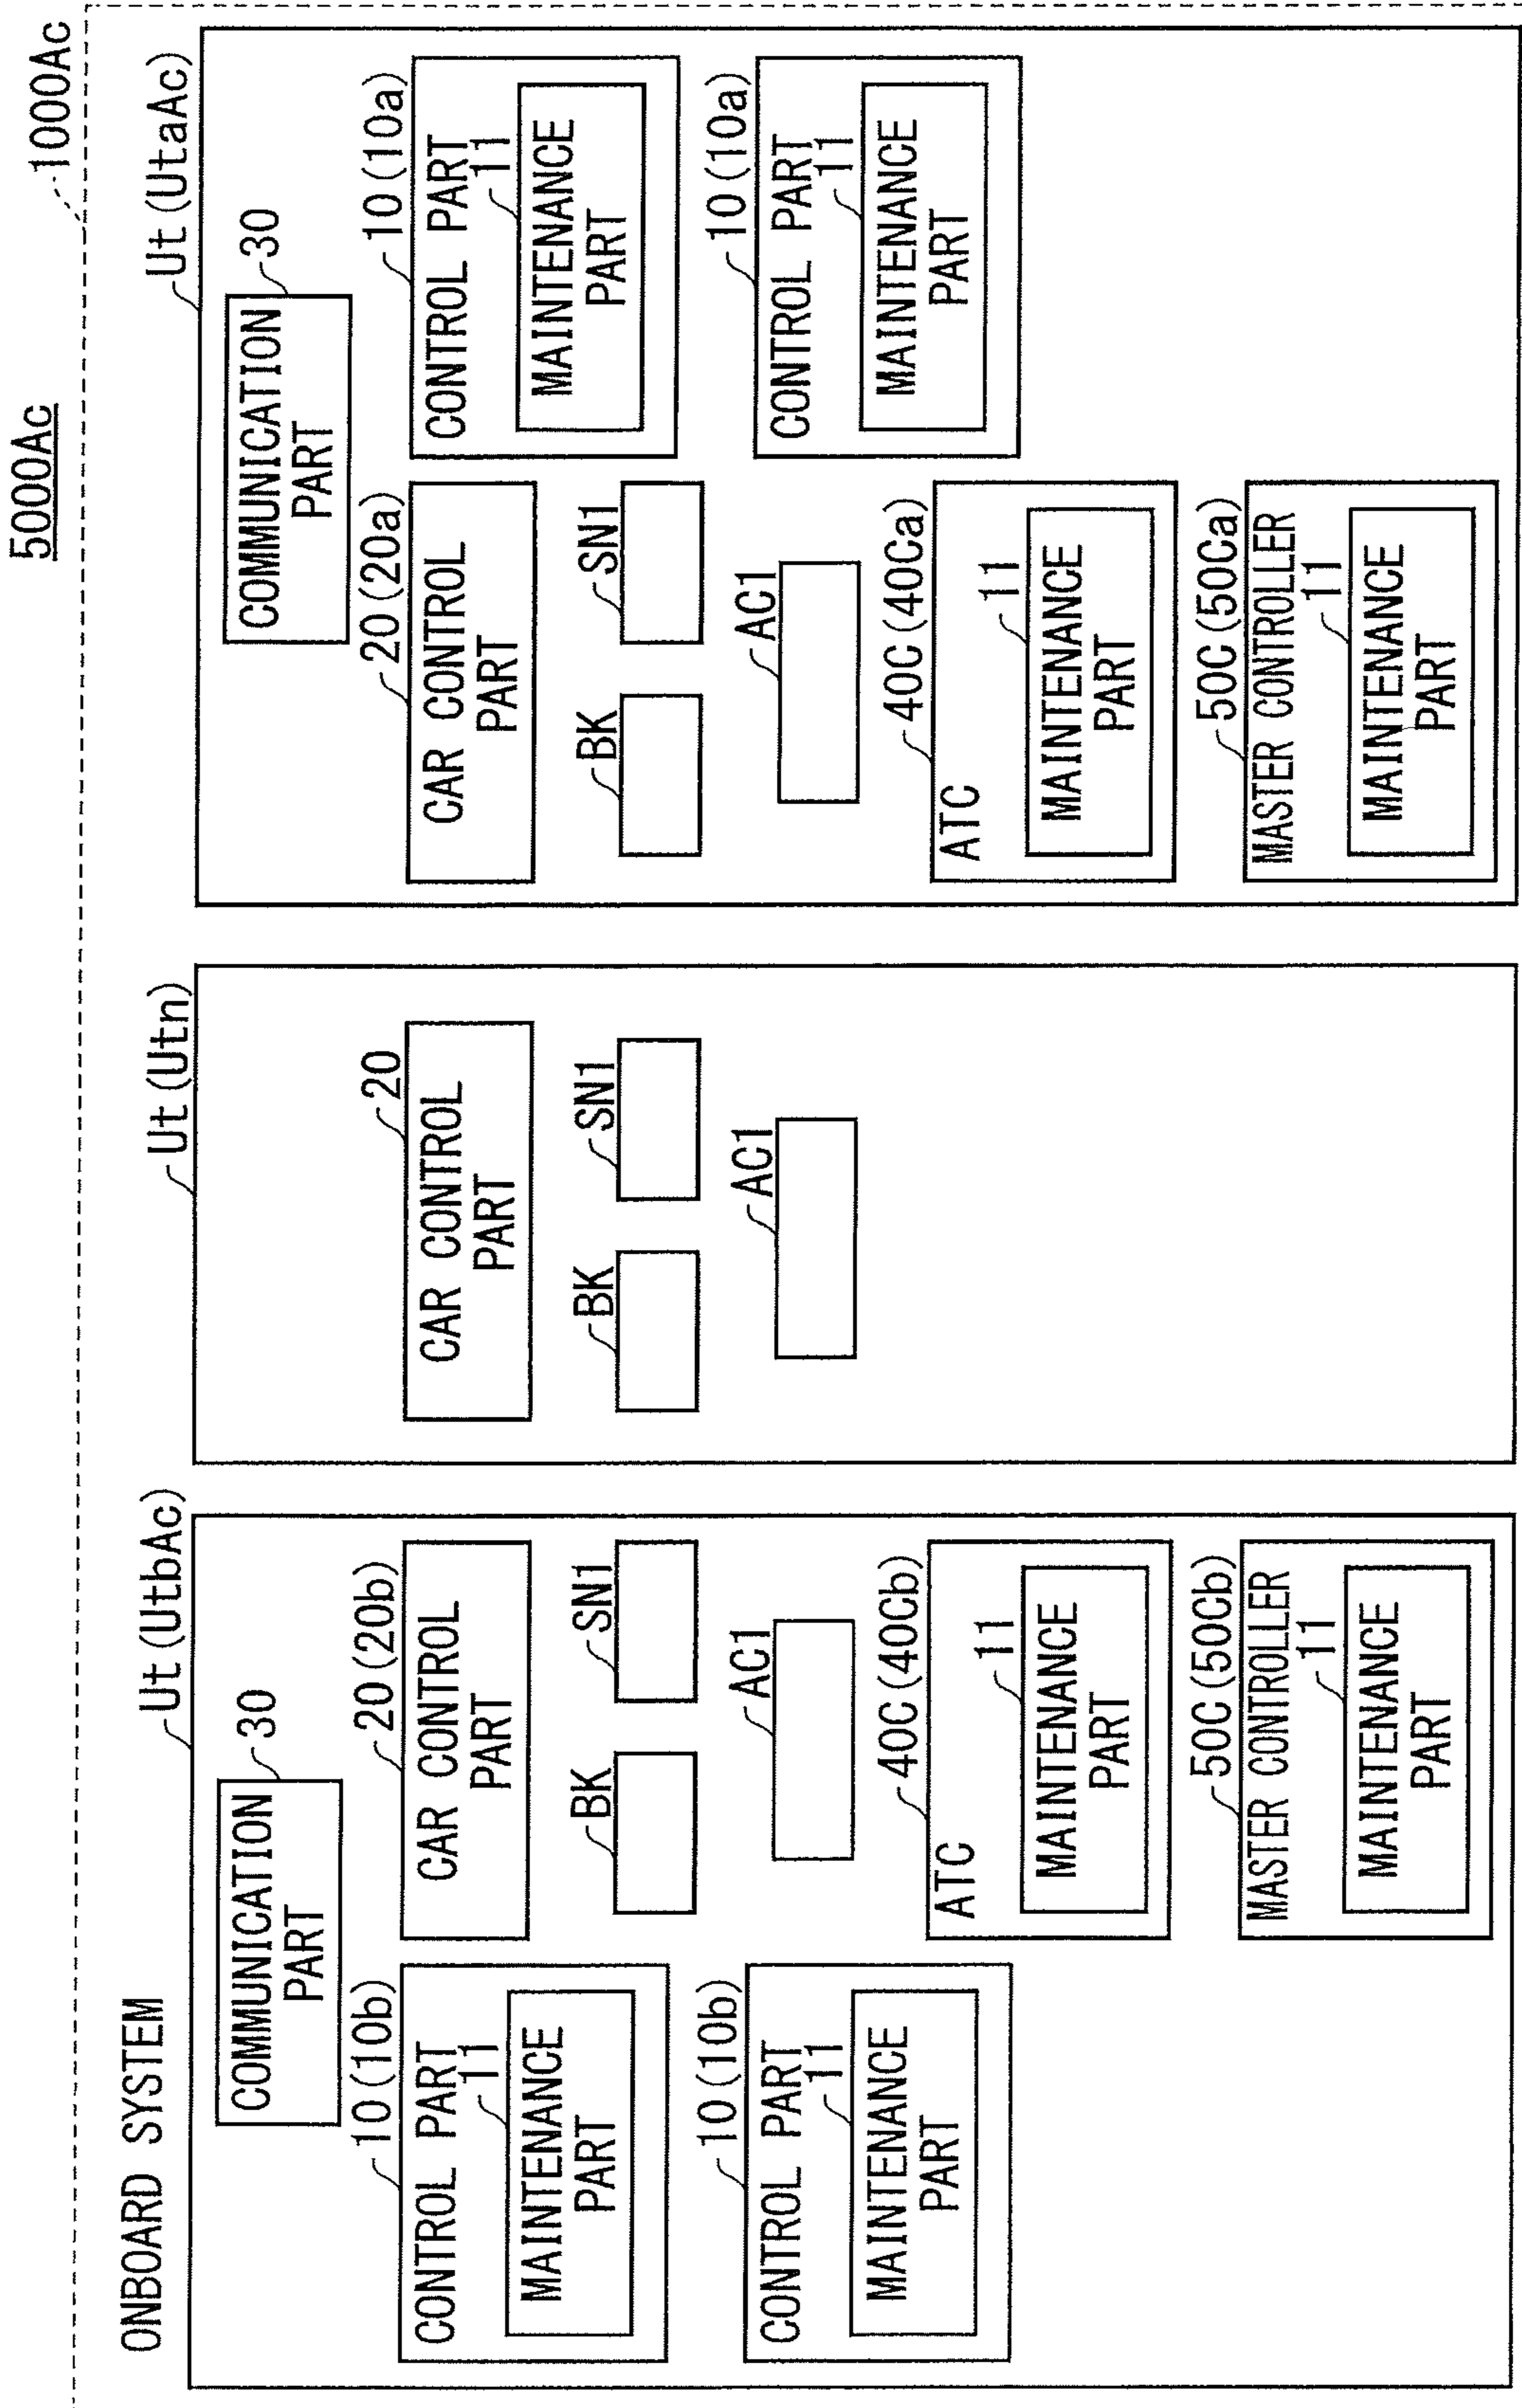 5000Ac
1000Ac
ONBOARD SYSTEM
Ut(UtbAc)
COMMUNICATION
PART
30
10(10b)
CONTROL PART
11
MAINTENANCE
PART
20(20b)
CAR CONTROL
PART
BK
SN1
AC1
10(10b)
CONTROL PART
11
MAINTENANCE
PART
40C(40Cb)
ATC
11
MAINTENANCE
PART
50C(50Cb)
MASTER CONTROLLER
11
MAINTENANCE
PART
Ut(Utn)
20
CAR CONTROL
PART
BK
SN1
AC1
Ut(UtaAc)
COMMUNICATION
PART
30
20(20a)
CAR CONTROL
PART
10(10a)
CONTROL PART
11
MAINTENANCE
PART
BK
SN1
AC1
10(10a)
CONTROL PART
11
MAINTENANCE
PART
40C(40Ca)
ATC
11
MAINTENANCE
PART
50C(50Ca)
MASTER CONTROLLER
11
MAINTENANCE
PART